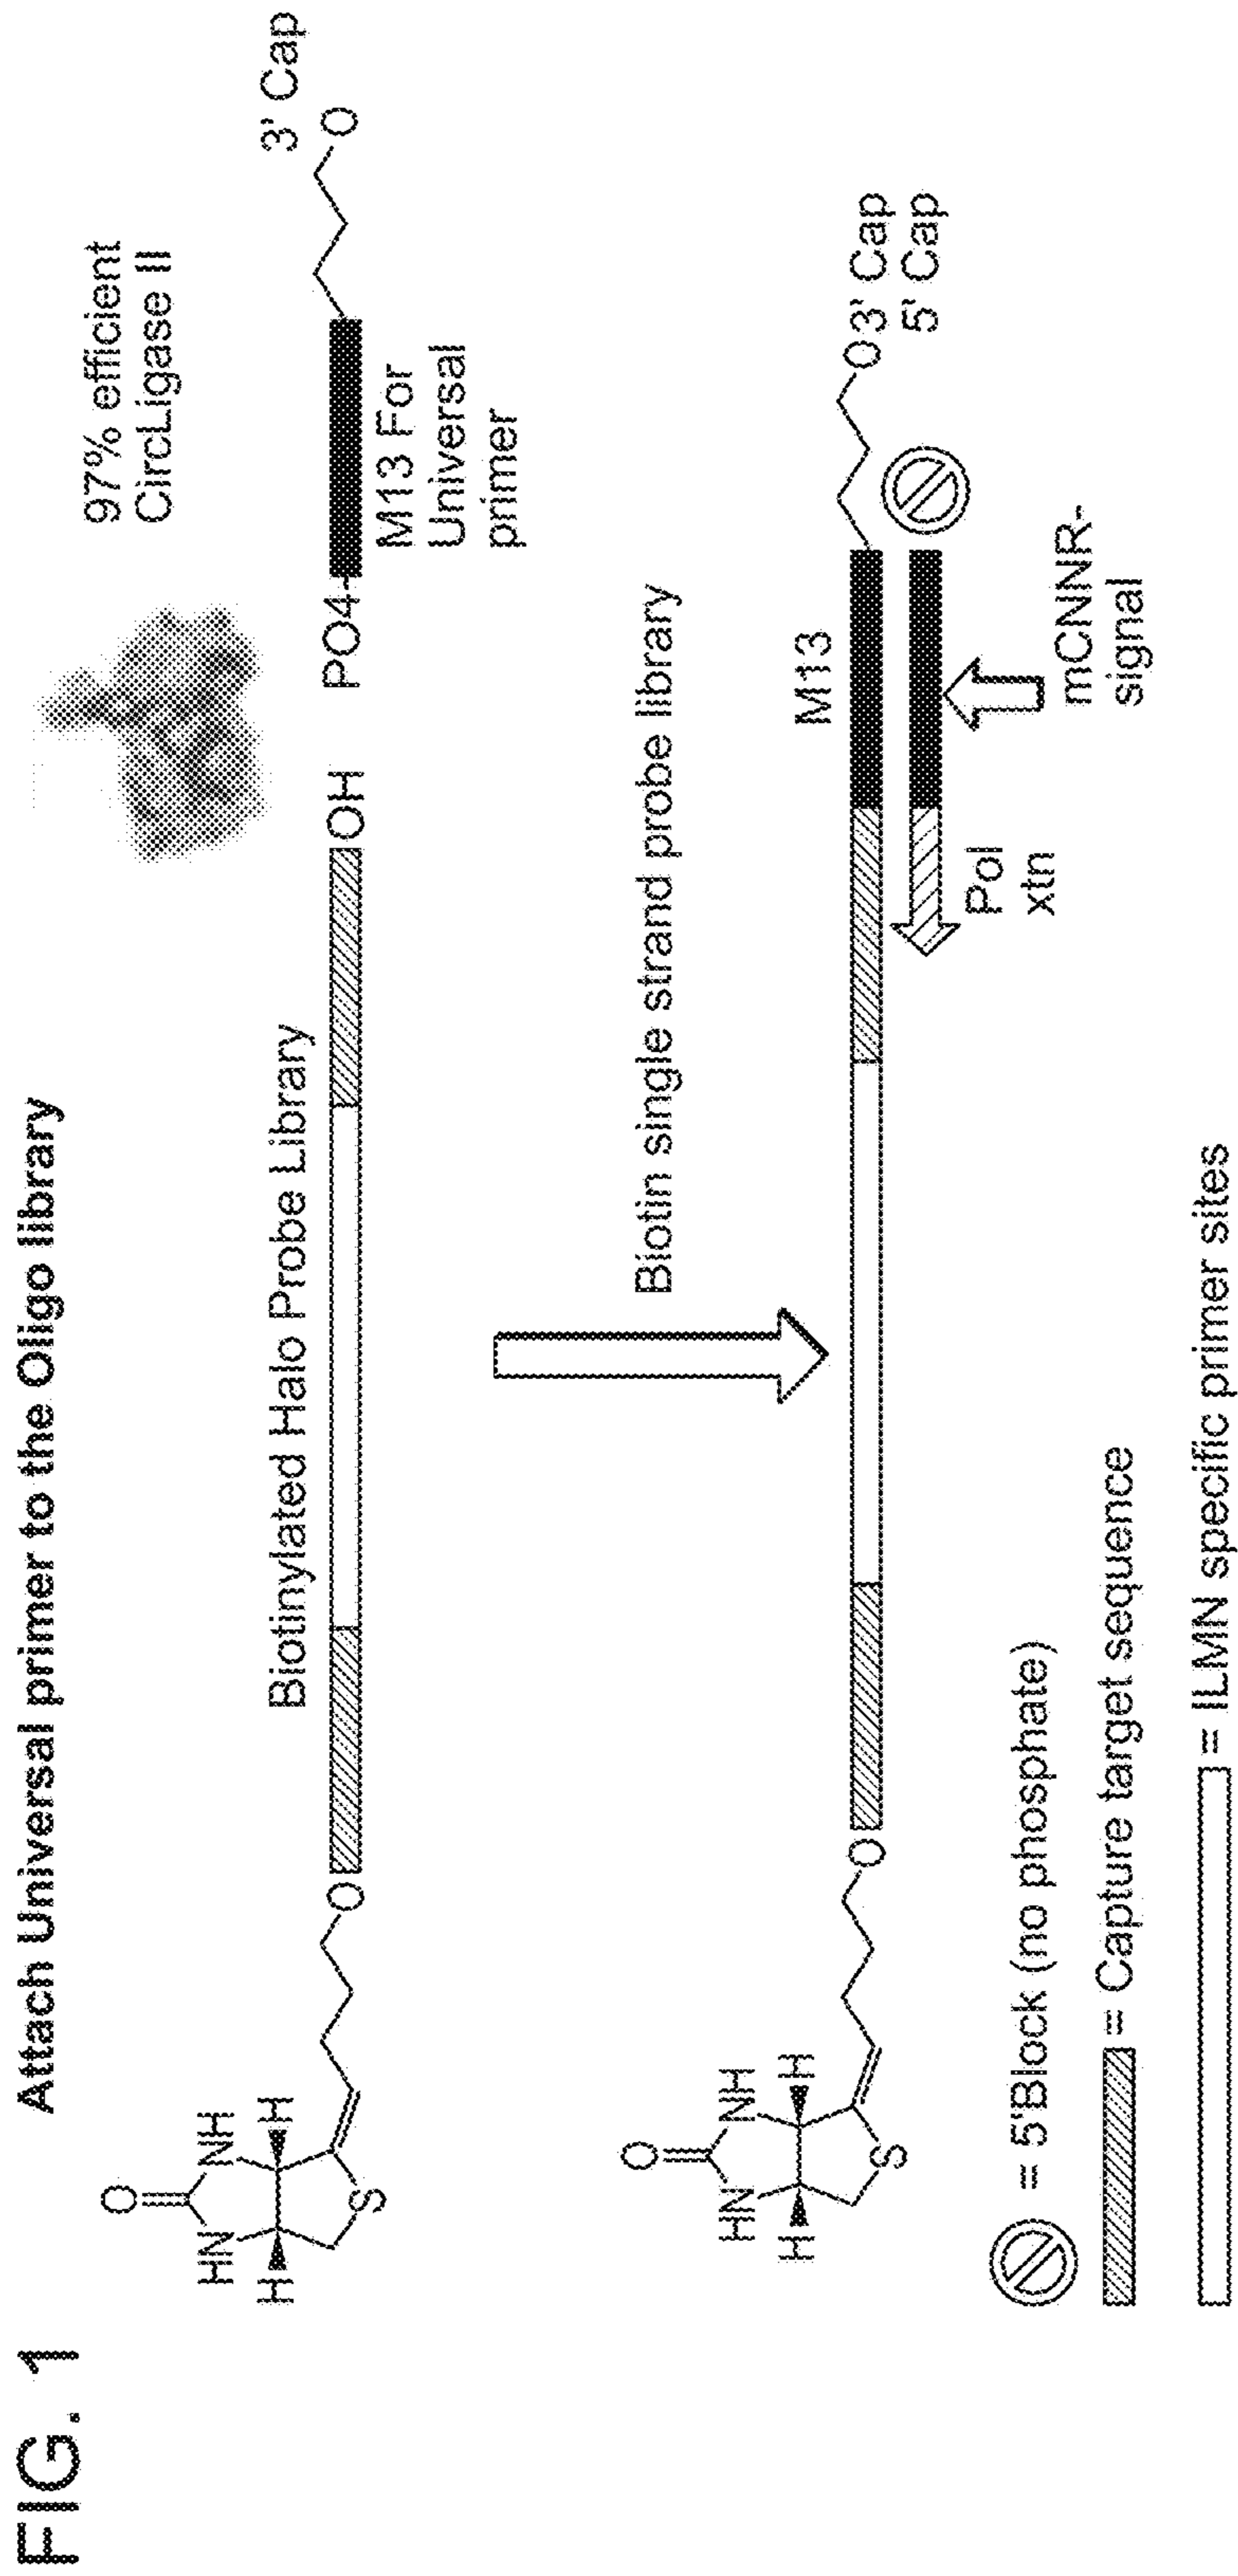 FIG. 1
Attach Universal primer to the Oligo library
97% efficient
CircLigase II
3' Cap
Biotinylated Halo Probe Library
O
HN
NH
H
H
S
O
OH
PO4
O
M13 For
Universal
primer
Biotin single strand probe library
O
HN
NH
H
H
S
O
M13
O
3' Cap
5' Cap
Pol
xtn
mCNNR-
signal
= 5'Block (no phosphate)
= Capture target sequence
= ILMN specific primer sites